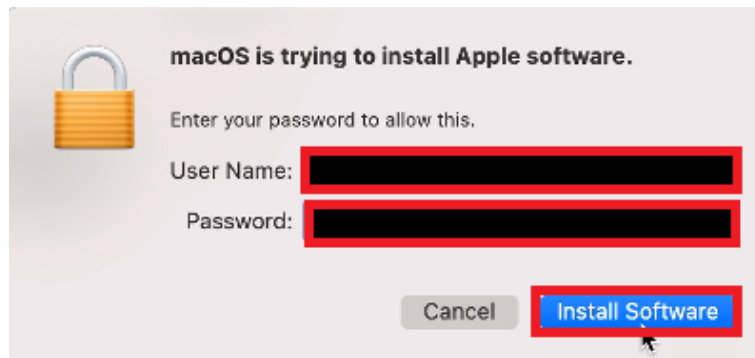 macOS is trying to install Apple software.
Enter your password to allow this.
User Name:
Password:
Cancel Install Software